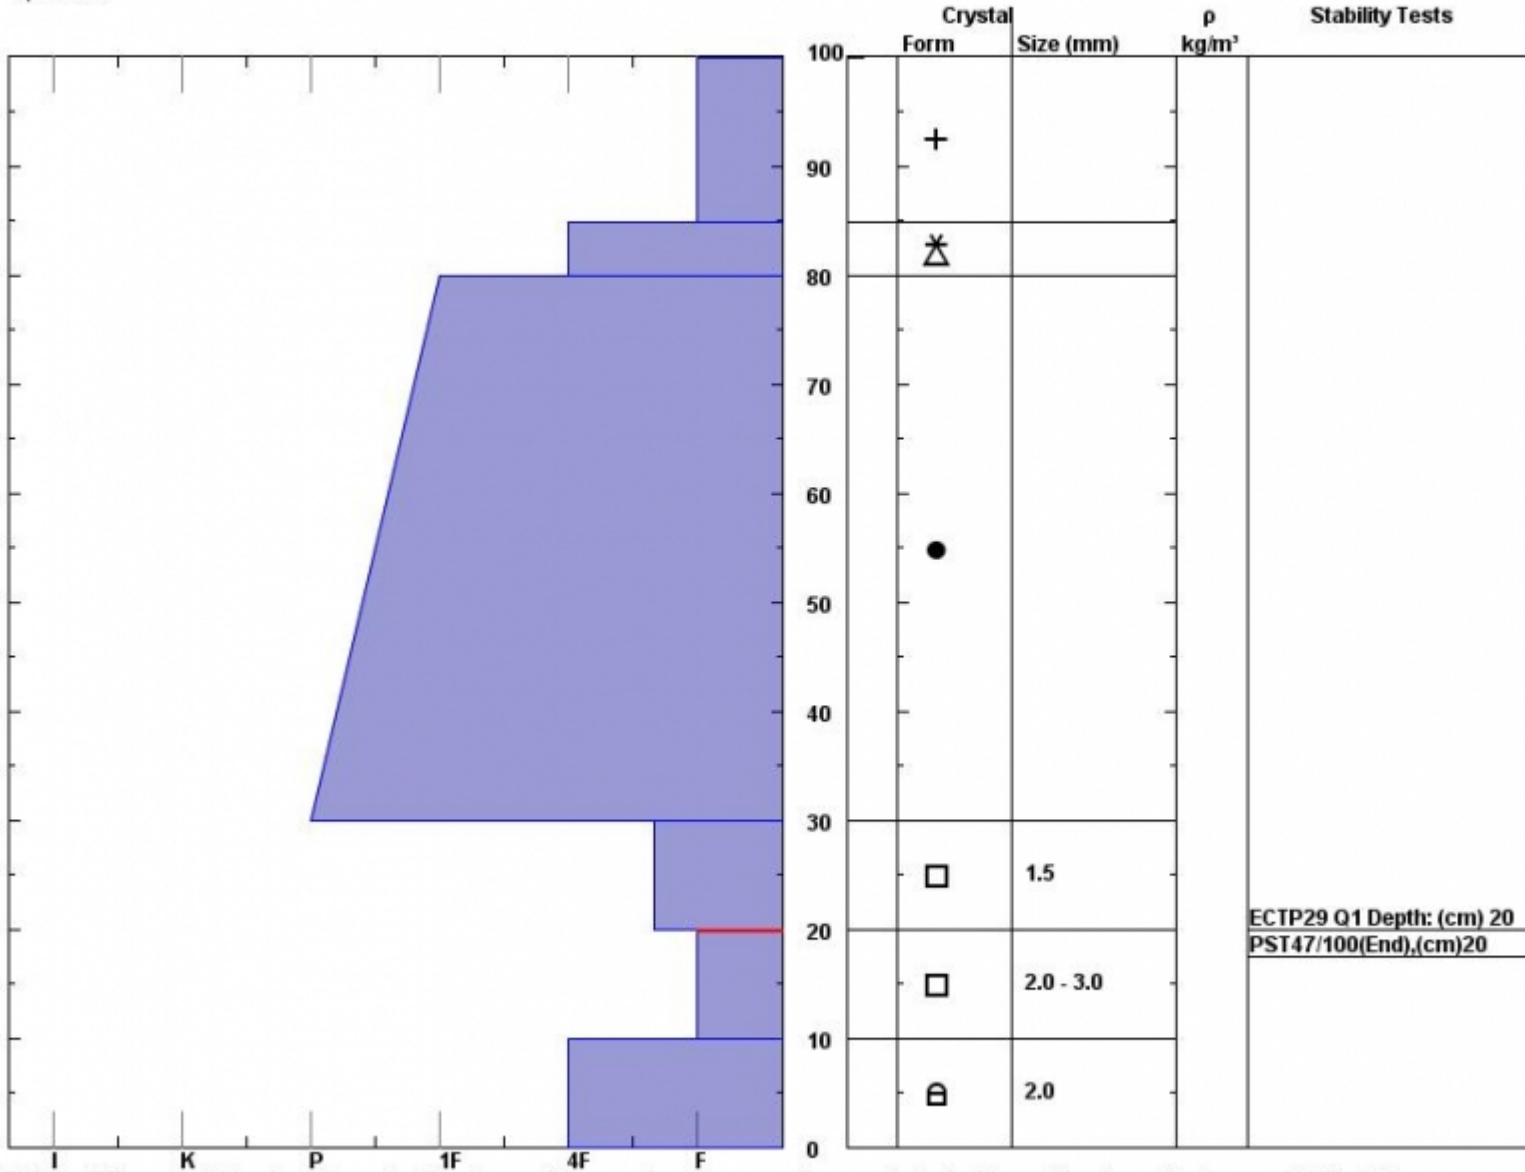 Crystal ρ Stability Tests
Form Size (mm) kg/m³
100
90
80
70
60
50
40
30
1.5
ECTP29 Q1 Depth: (cm) 20
20
PST47/100(End),(cm)20
2.0 - 3.0
10
2.0
0
I K P 1F 4F F